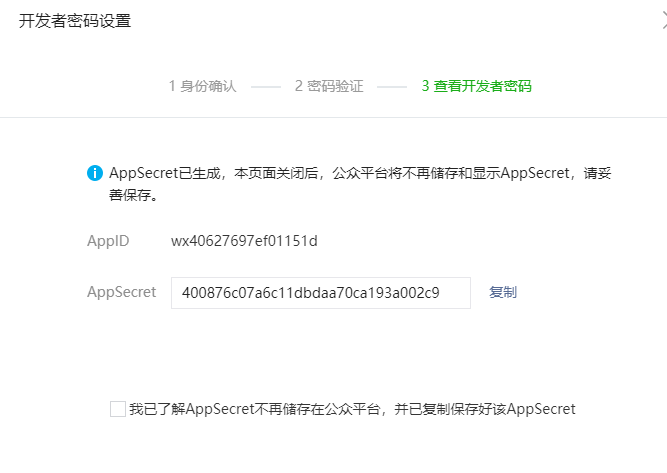 开发者密码设置
1 身份确认 2 密码验证 3 查看开发者密码
AppSecret已生成，本页面关闭后，公众平台将不再储存和显示AppSecret，请妥
善保存。
AppID wx40627697ef01151d
AppSecret 400876c07a6c11dbdaa70ca193a002c9 复制
我已了解AppSecret不再储存在公众平台，并已复制保存好该AppSecret